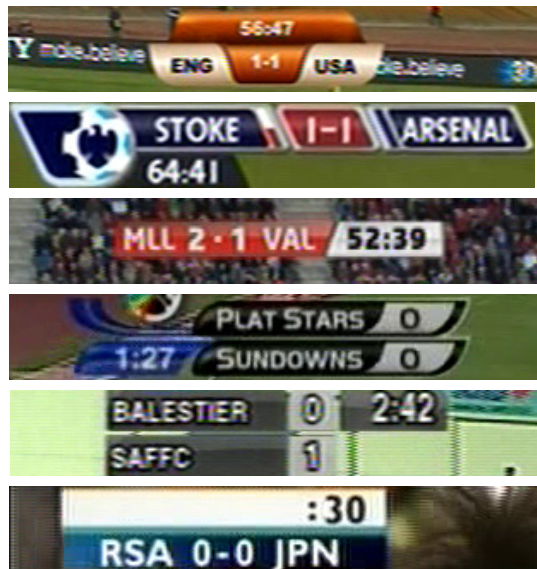 56:47
Y make.believe
ke.believe
ENG 1-1 USA
STOKE 1-1 ARSENAL
64:41
MLL 2·1 VAL 52:39
PLAT STARS 0
1:27 SUNDOWNS 0
BALESTIER 0 2:42
SAFFC 1
:30
RSA 0-0 JPN